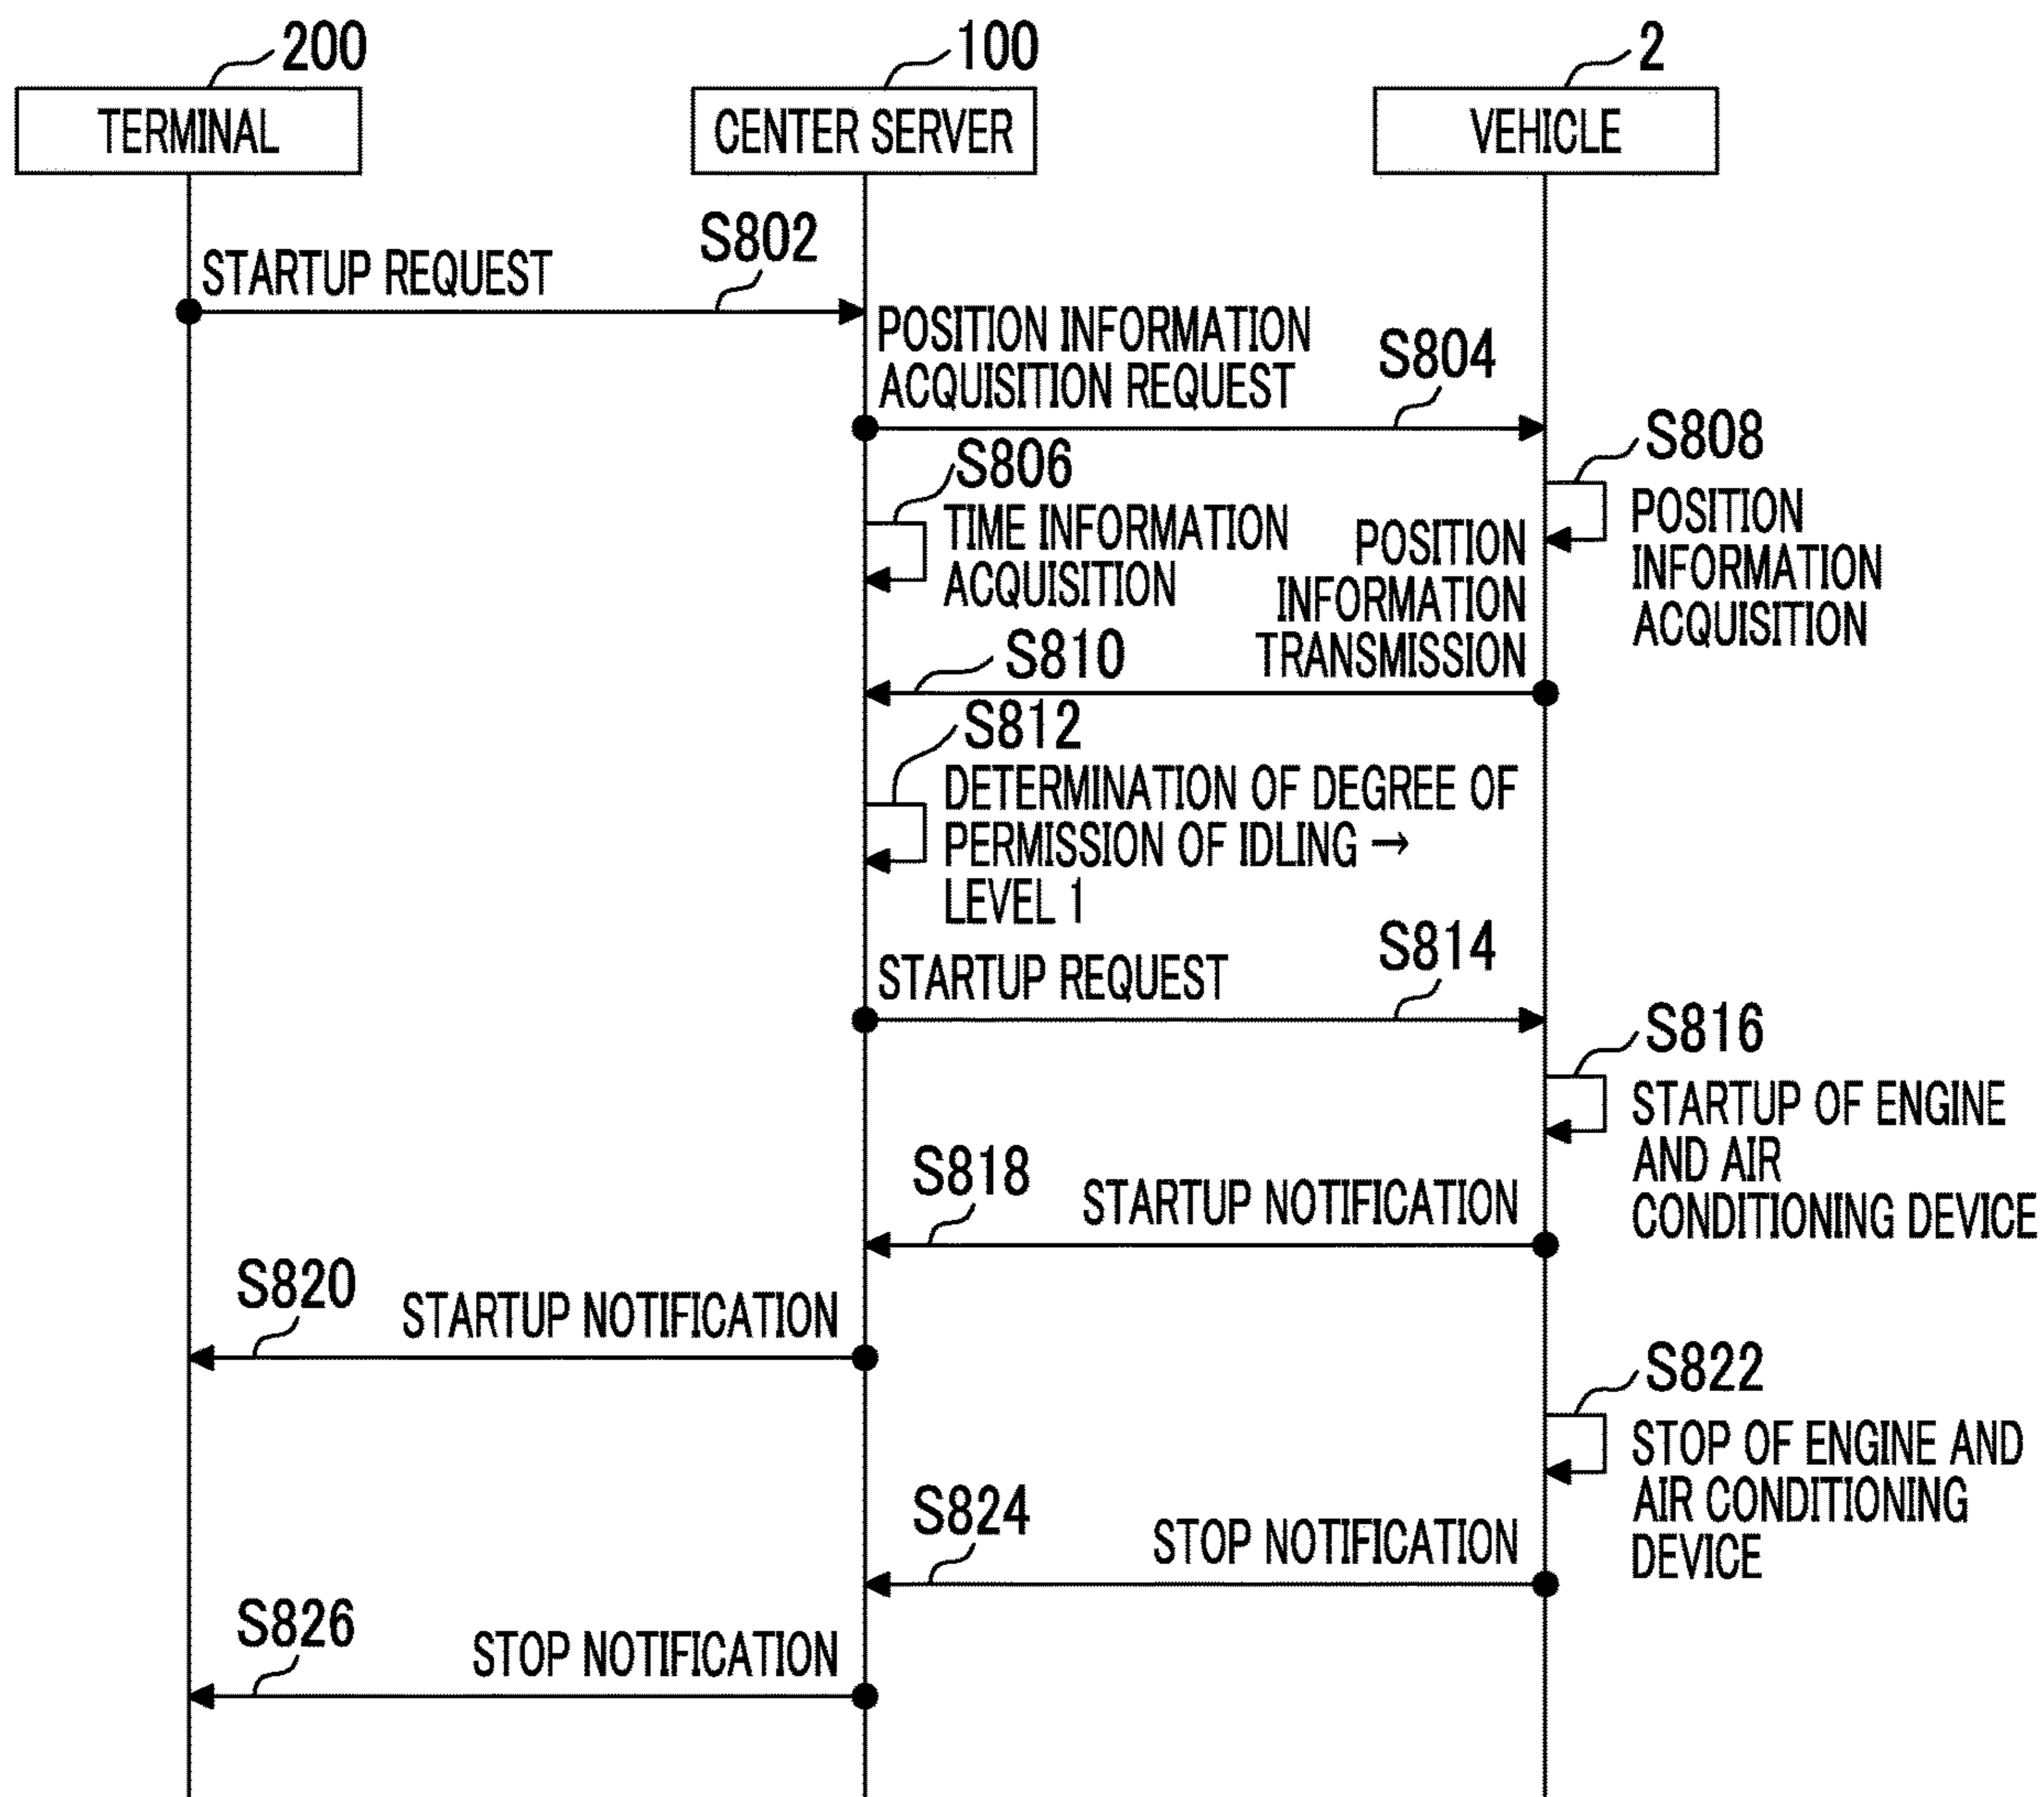 200
100
2
TERMINAL
CENTER SERVER
VEHICLE
S802
STARTUP REQUEST
POSITION INFORMATION
ACQUISITION REQUEST
S804
S808
POSITION
INFORMATION
ACQUISITION
S806
TIME INFORMATION
ACQUISITION
POSITION
INFORMATION
TRANSMISSION
S810
S812
DETERMINATION OF DEGREE OF
PERMISSION OF IDLING →
LEVEL 1
S814
STARTUP REQUEST
S816
STARTUP OF ENGINE
AND AIR
CONDITIONING DEVICE
S818
STARTUP NOTIFICATION
S820
STARTUP NOTIFICATION
S822
STOP OF ENGINE AND
AIR CONDITIONING
DEVICE
S824
STOP NOTIFICATION
S826
STOP NOTIFICATION